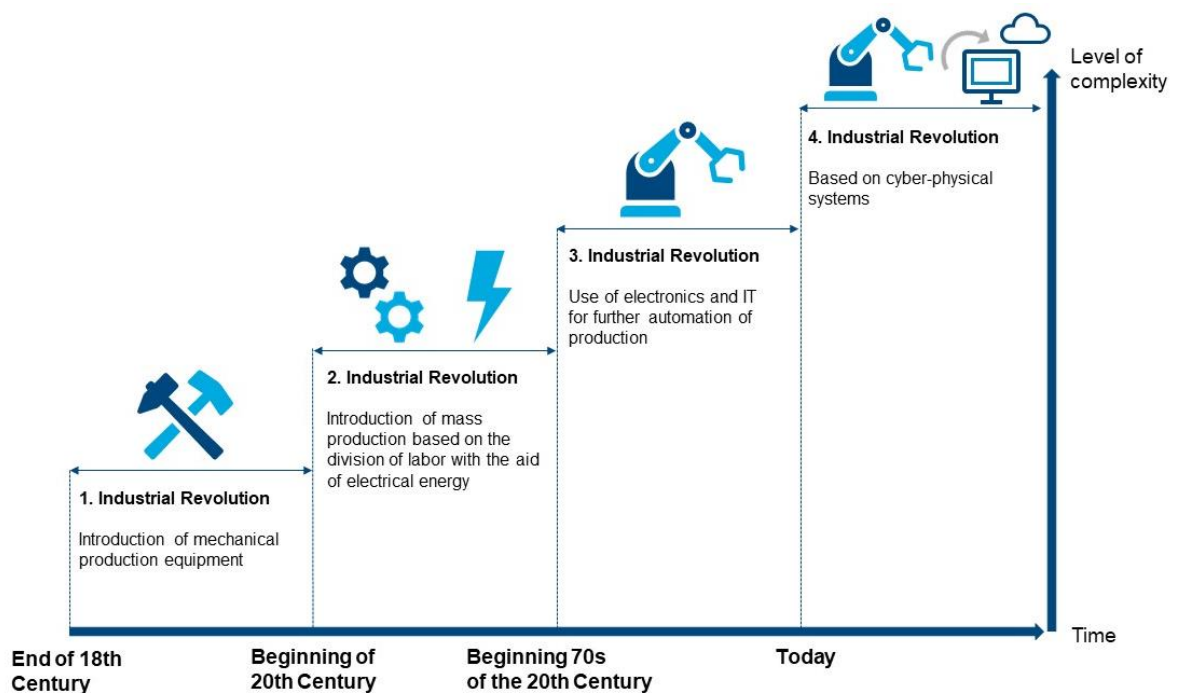 Level of
complexity
4. Industrial Revolution
Based on cyber-physical
systems
3. Industrial Revolution
Use of electronics and IT
for further automation of
production
2. Industrial Revolution
Introduction of mass
production based on the
division of labor with the aid
of electrical energy
1. Industrial Revolution
Introduction of mechanical
production equipment
Time
End of 18th
Century
Beginning of
20th Century
Beginning 70s
of the 20th Century
Today